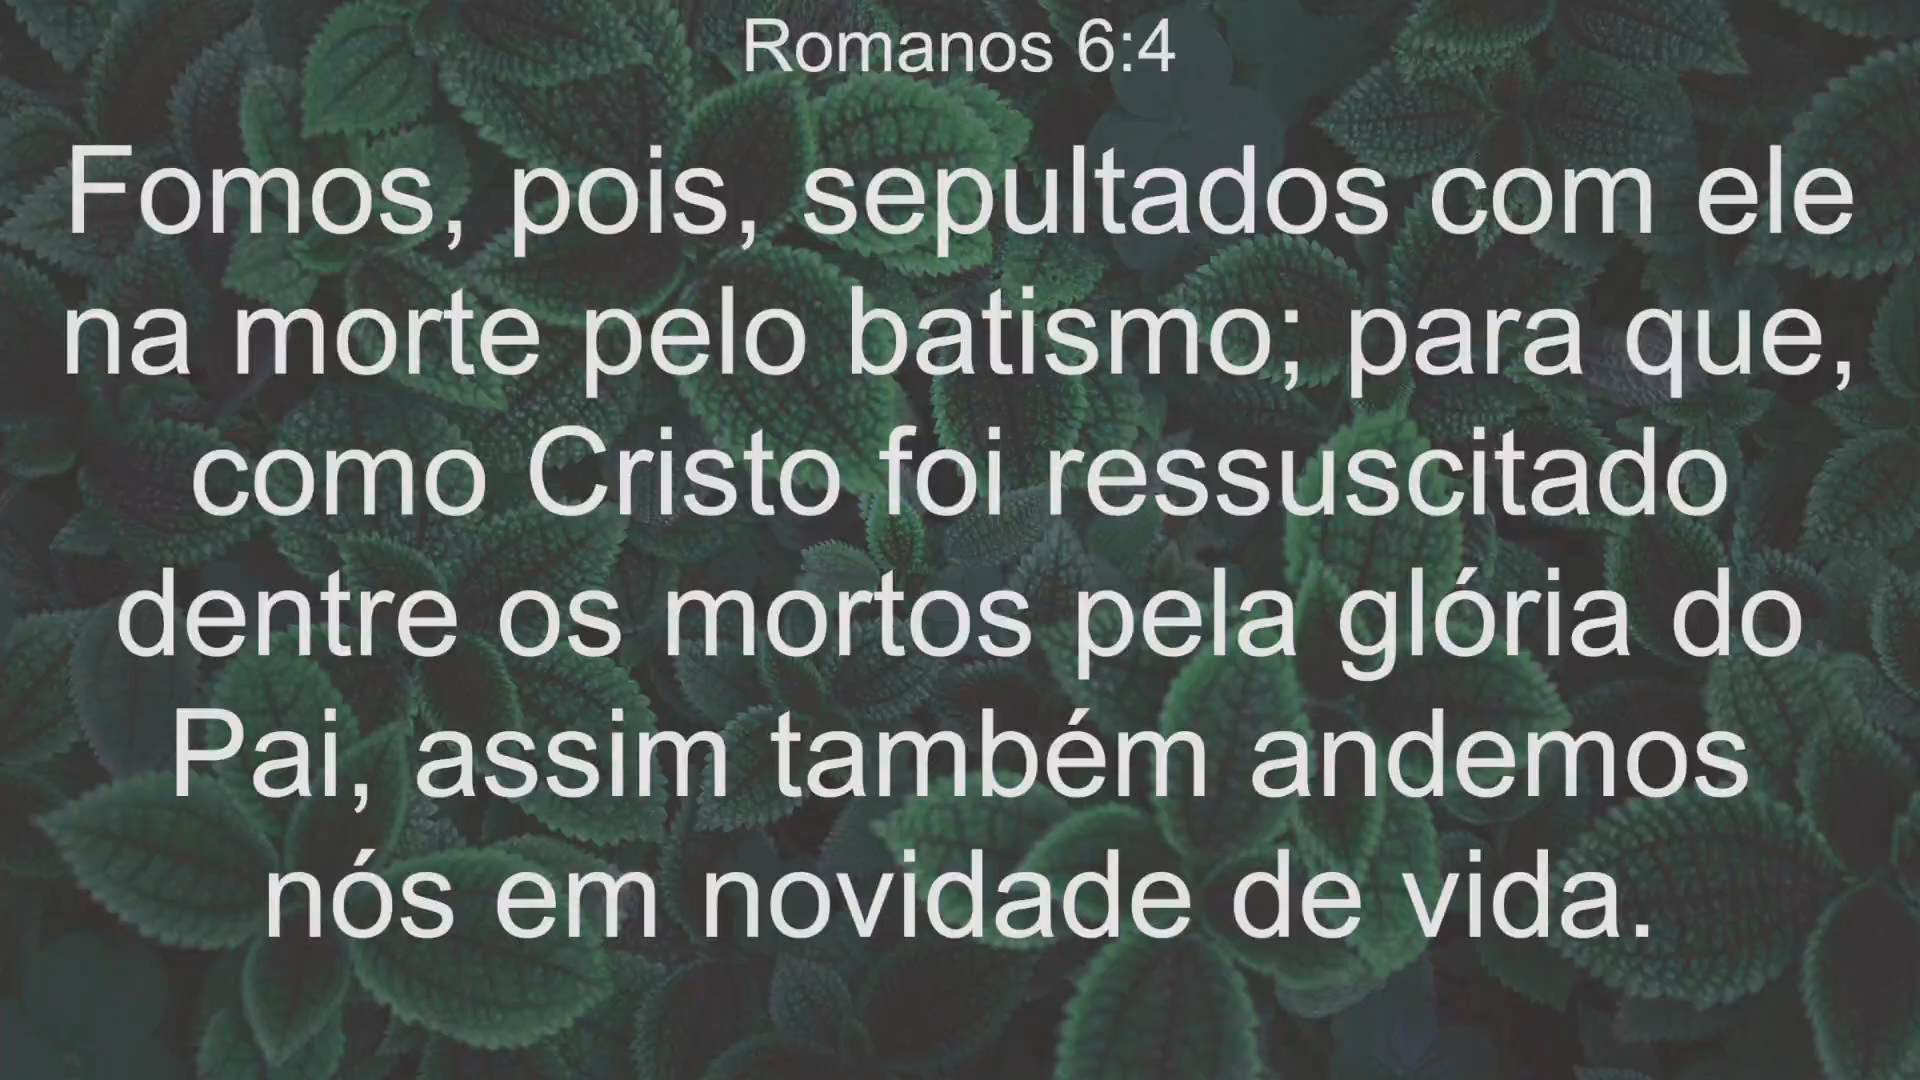 Romanos 6:4
Fomos, pois, sepultados com ele
na morte pelo batismo; para que,
como Cristo foi ressuscitado
dentre os mortos pela glória do
Pai, assim também andemos
nós em novidade de vida.